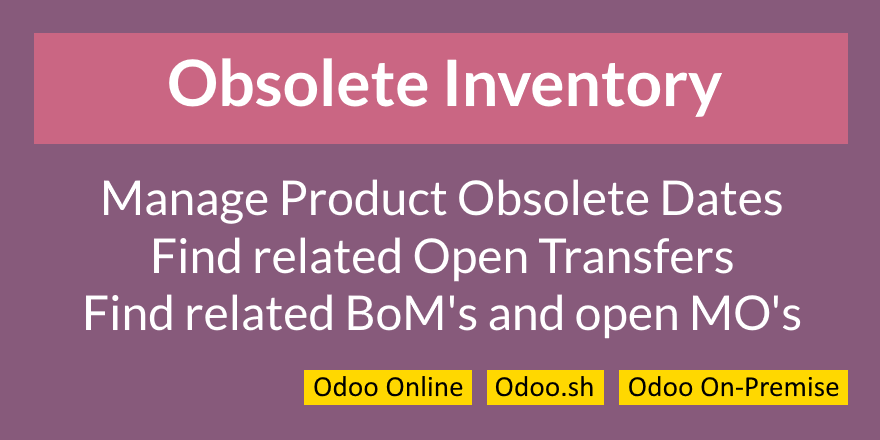 Obsolete Inventory
Manage Product Obsolete Dates
Find related Open Transfers
Find related BoM's and open MO's
Odoo Online Odoo.sh Odoo On-Premise